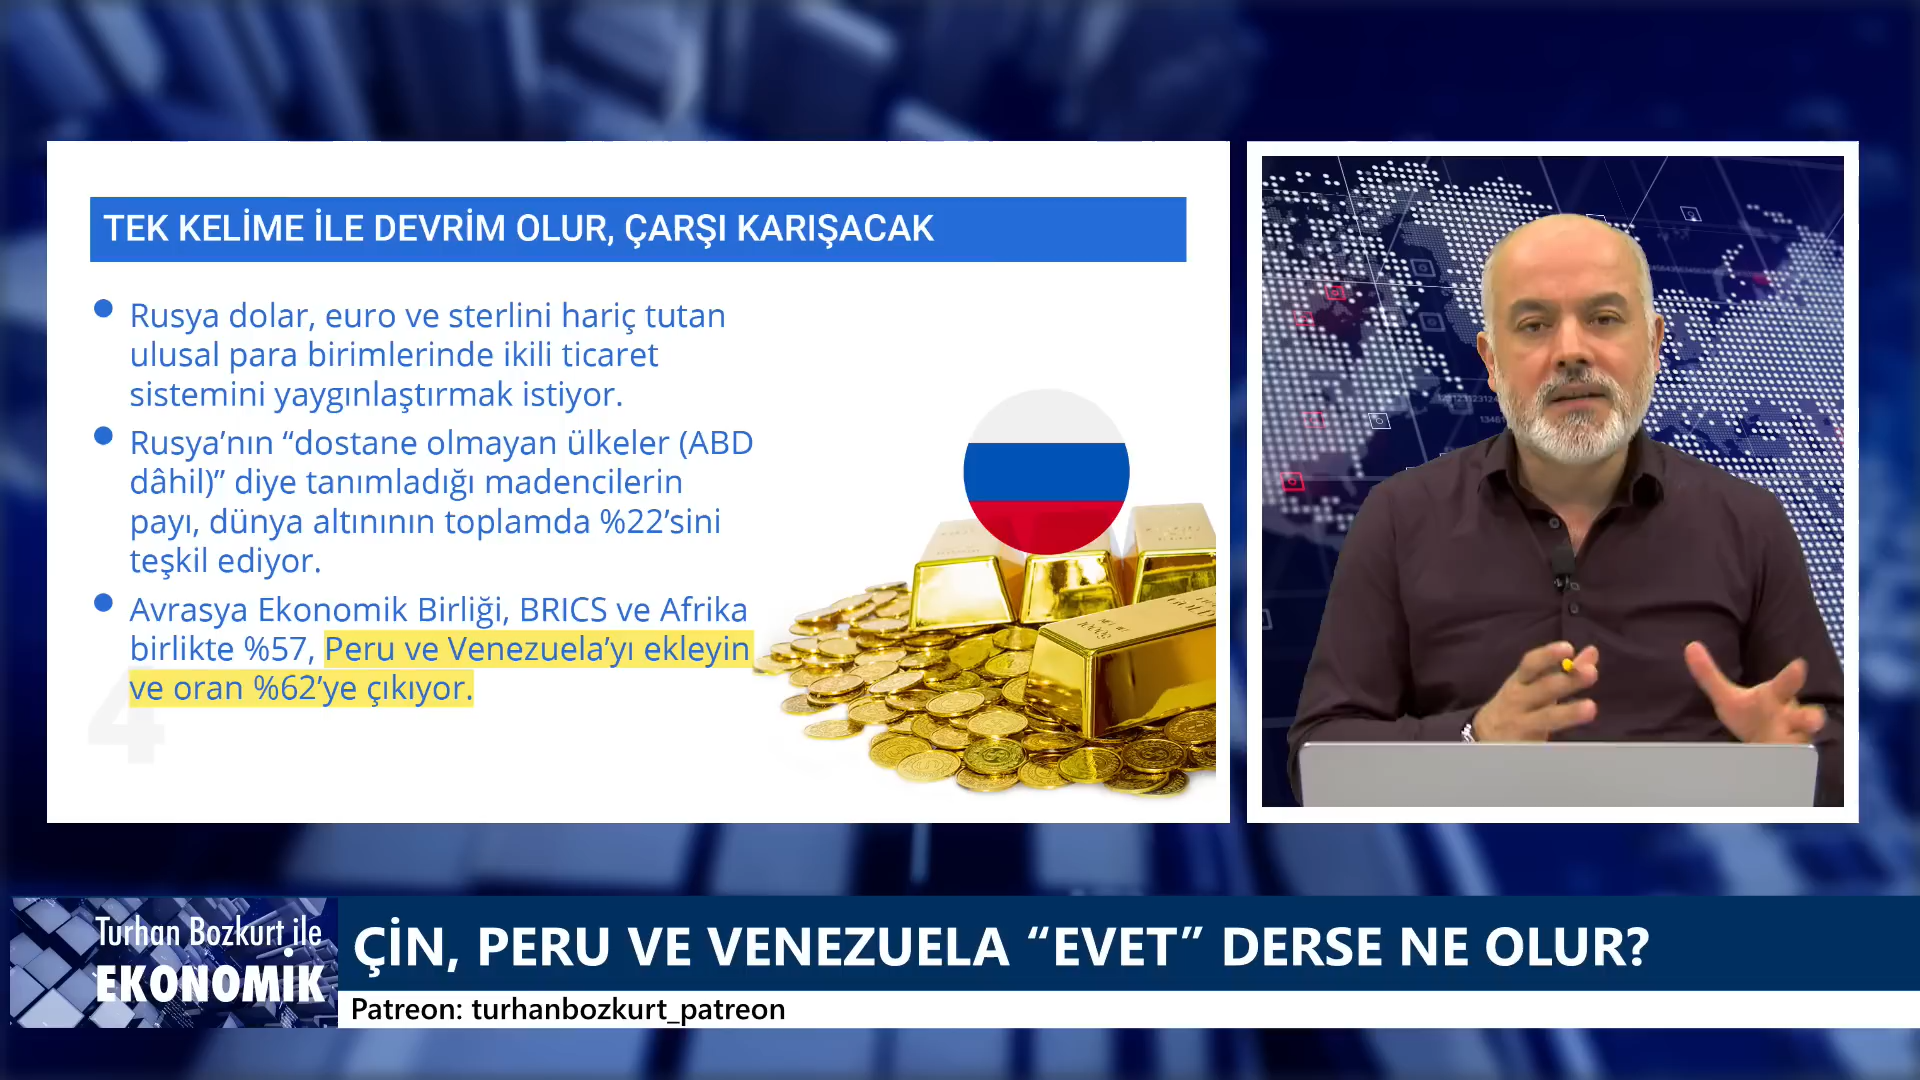 TEK KELİME İLE DEVRİM OLUR, ÇARŞI KARIŞACAK
Rusya dolar, euro ve sterlini hariç tutan
ulusal para birimlerinde ikili ticaret
sistemini yaygınlaştırmak istiyor.
Rusya’nın “dostane olmayan ülkeler (ABD
dâhil)” diye tanımladığı madencilerin
payı, dünya altınının toplamda %22’sini
teşkil ediyor.
Avrasya Ekonomik Birliği, BRICS ve Afrika
birlikte %57, Peru ve Venezuela’yı ekleyin
ve oran %62’ye çıkıyor.
4
Turhan Bozkurt ile
EKONOMİK
ÇİN, PERU VE VENEZUELA “EVET” DERSE NE OLUR?
Patreon: turhanbozkurt_patreon